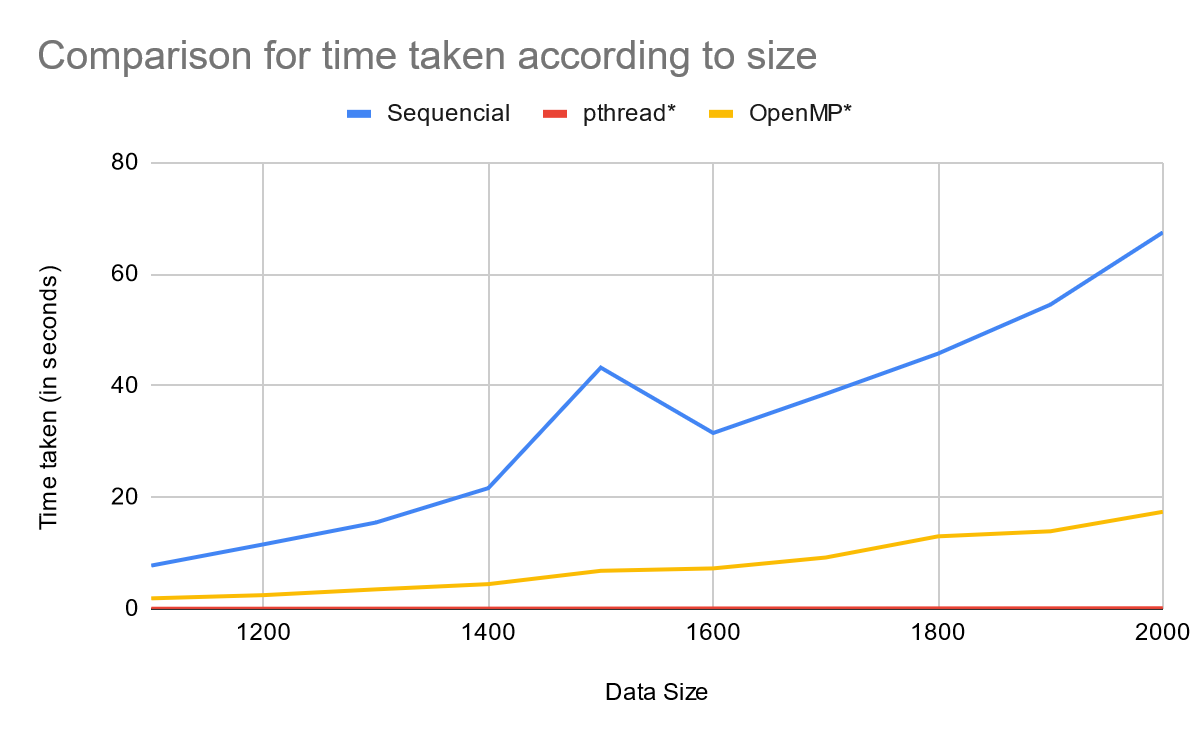 Comparison for time taken according to size
Sequencial pthread* OpenMP*
80
60
40
20
0
Time taken (in seconds)
1200 1400 1600 1800 2000
Data Size